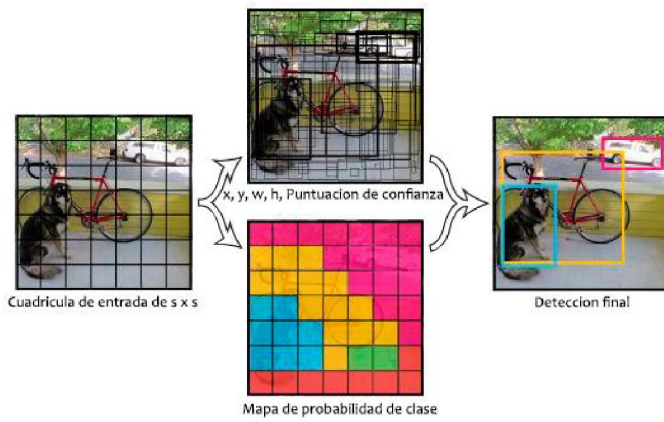 x, y, w, h, Puntuacion de confianza
Cuadricula de entrada de s x s
Deteccion final
Mapa de probabilidad de clase